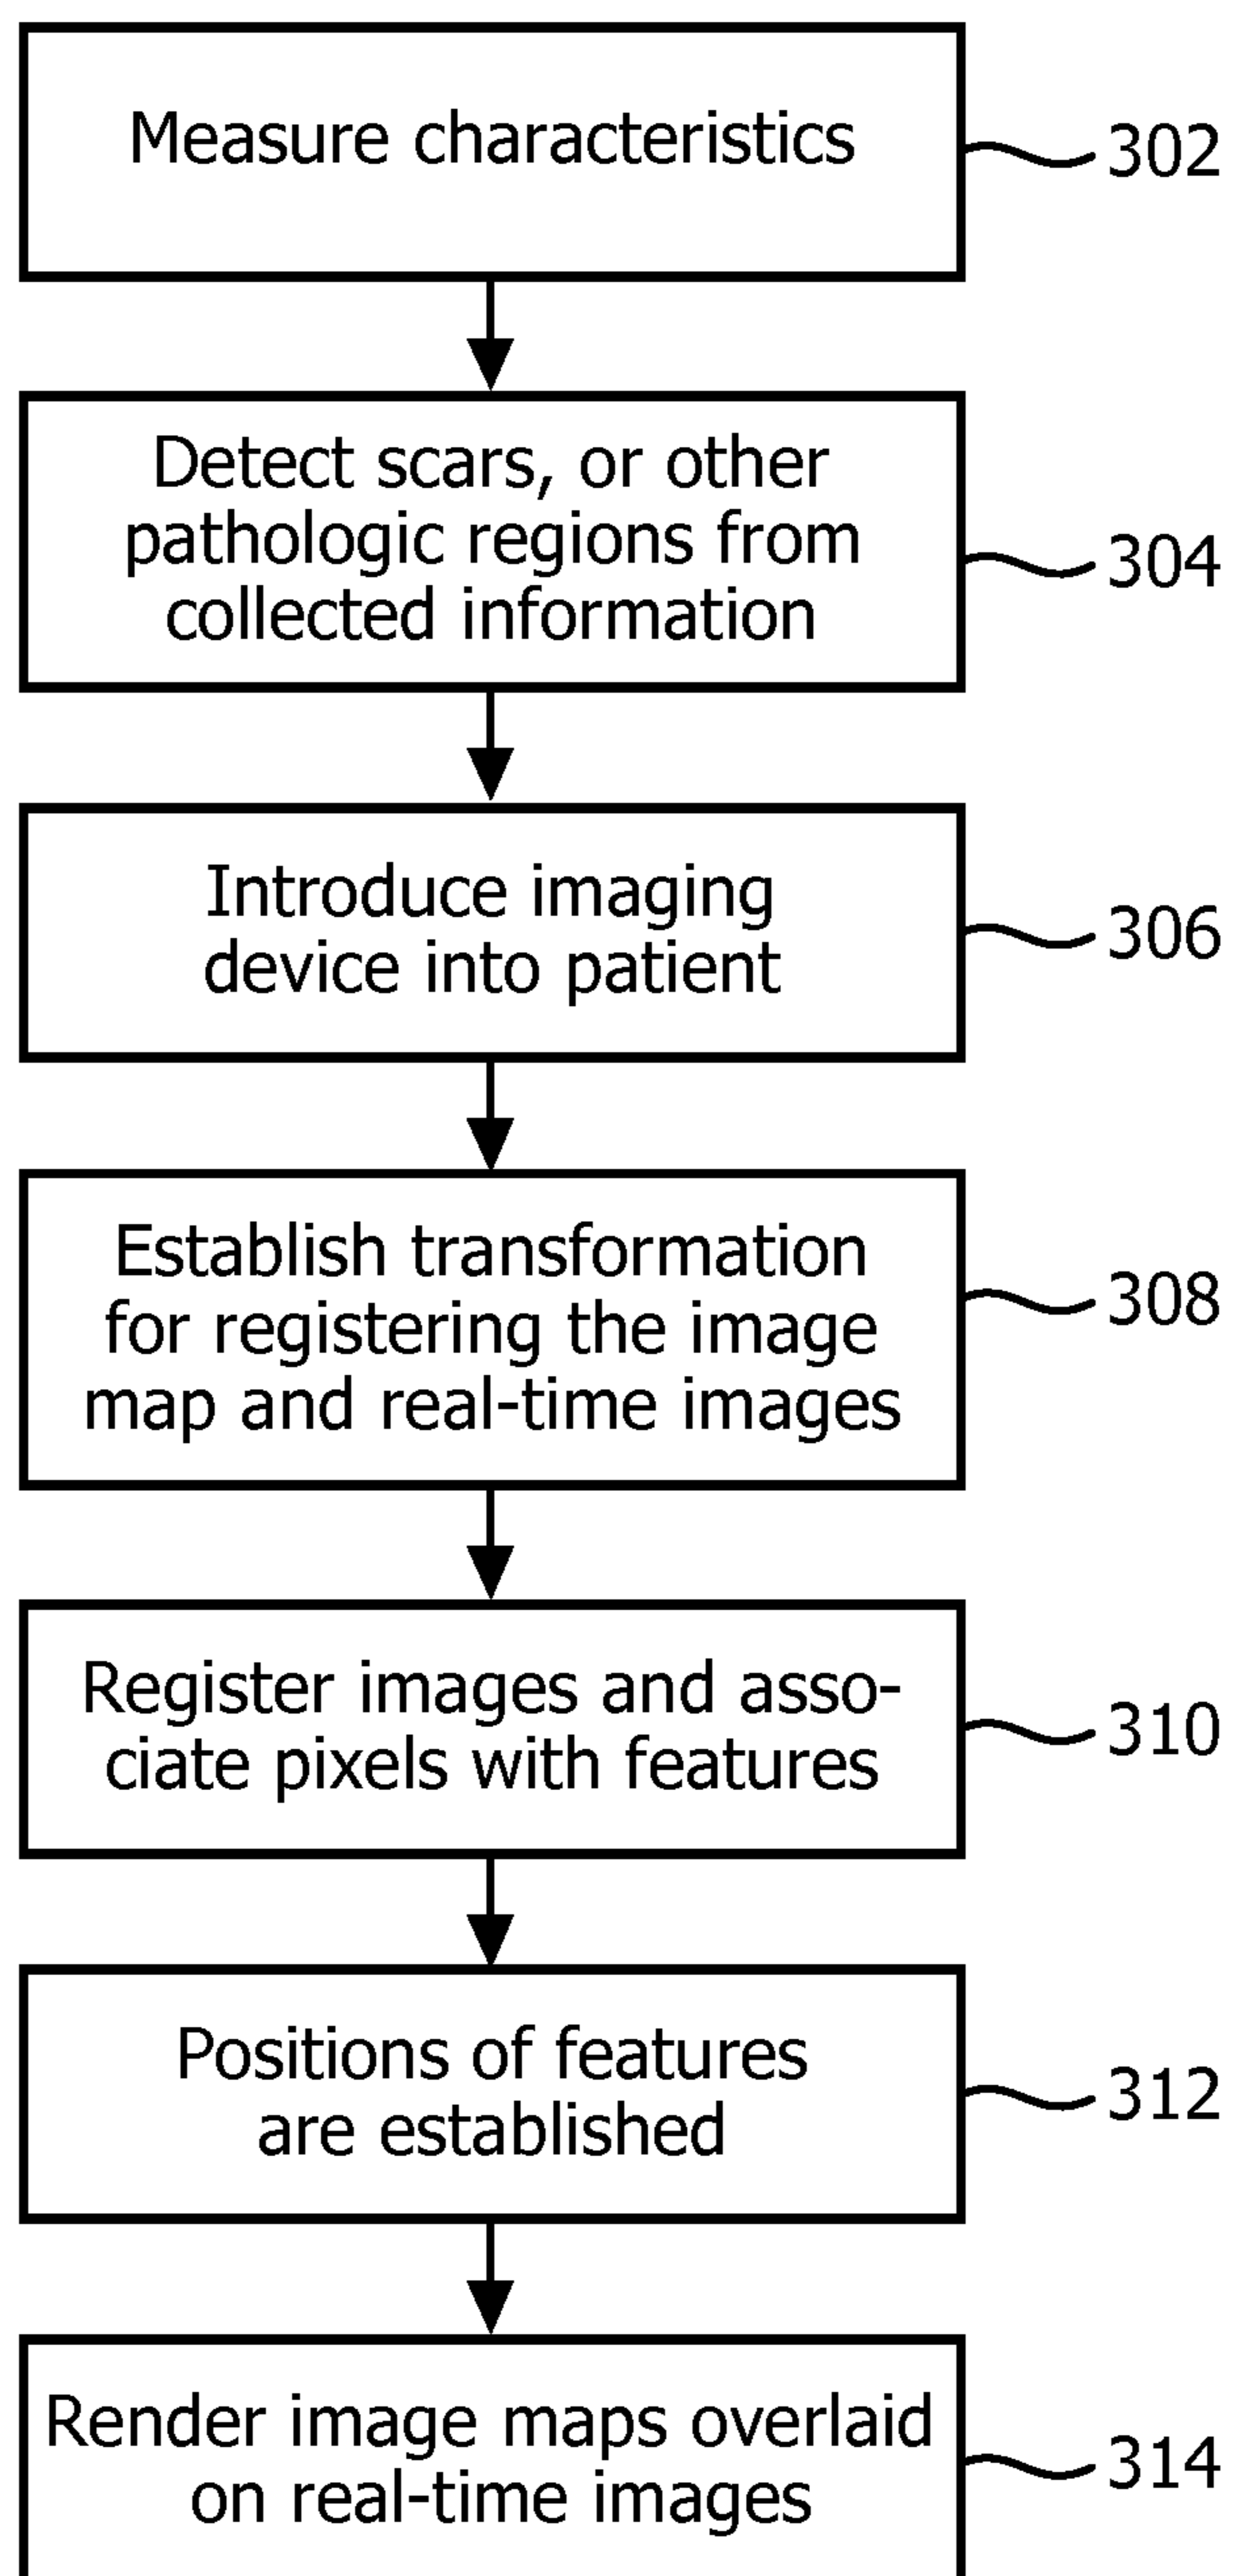 Measure characteristics
302
Detect scars, or other
pathologic regions from
collected information
304
Introduce imaging
device into patient
306
Establish transformation
for registering the image
map and real-time images
308
Register images and asso-
ciate pixels with features
310
Positions of features
are established
312
Render image maps overlaid
on real-time images
314